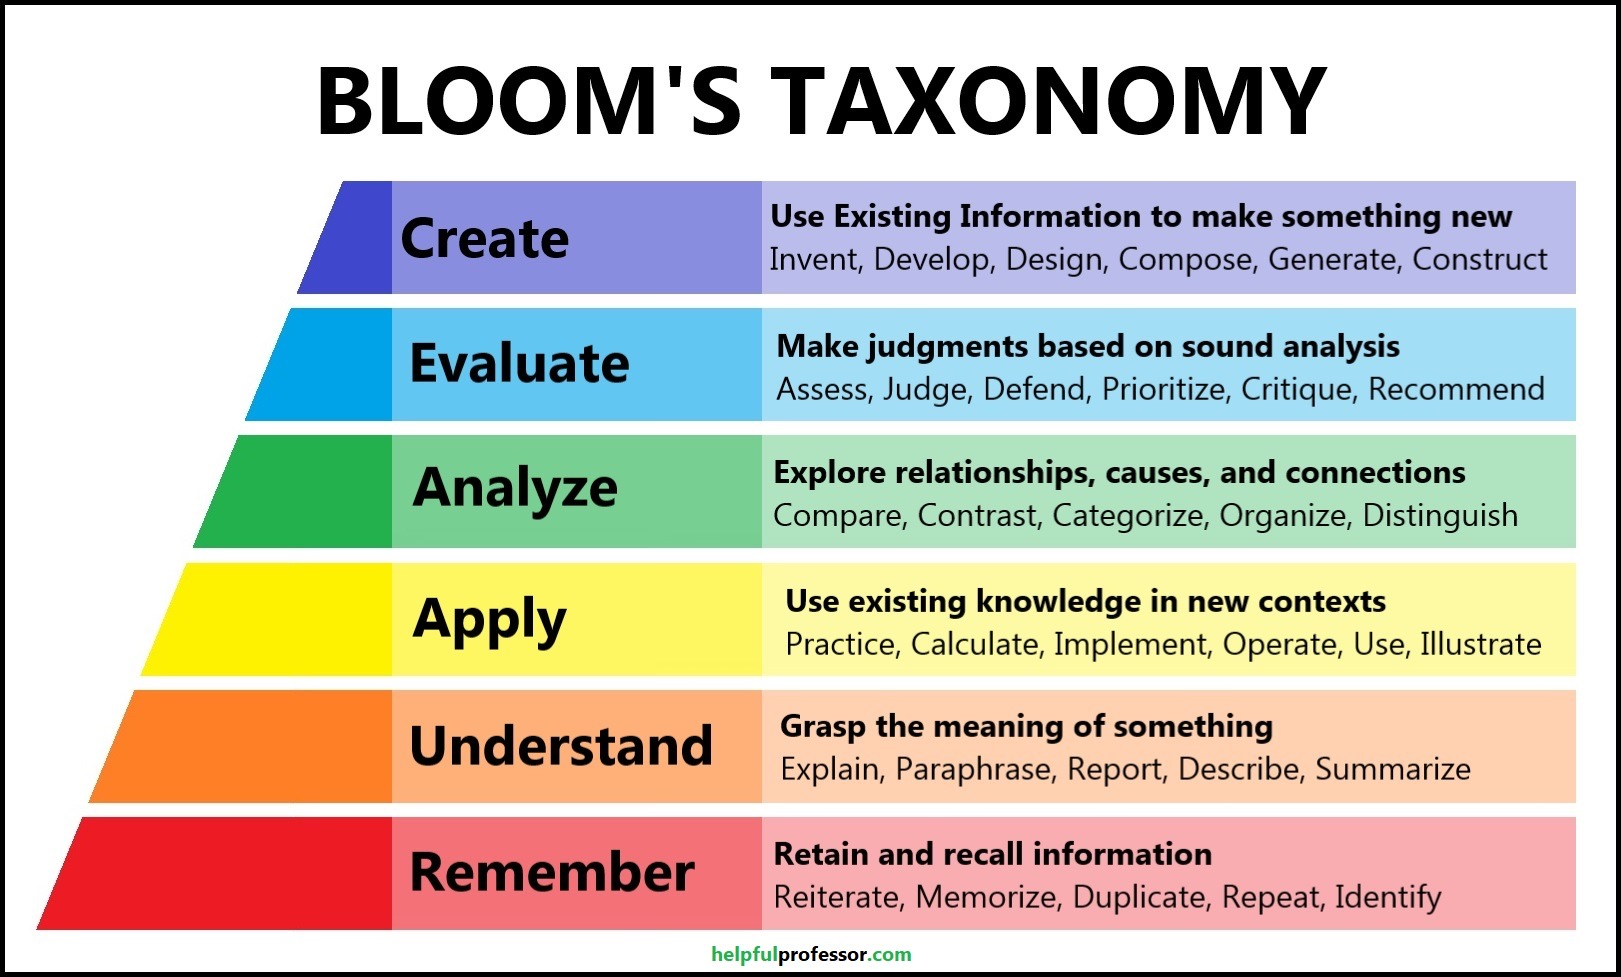 BLOOM'S TAXONOMY
Create
Use Existing Information to make something new
Invent, Develop, Design, Compose, Generate, Construct
Evaluate
Make judgments based on sound analysis
Assess, Judge, Defend, Prioritize, Critique, Recommend
Analyze
Explore relationships, causes, and connections
Compare, Contrast, Categorize, Organize, Distinguish
Apply
Use existing knowledge in new contexts
Practice, Calculate, Implement, Operate, Use, Illustrate
Understand
Grasp the meaning of something
Explain, Paraphrase, Report, Describe, Summarize
Remember
Retain and recall information
Reiterate, Memorize, Duplicate, Repeat, Identify
helpfulprofessor.com